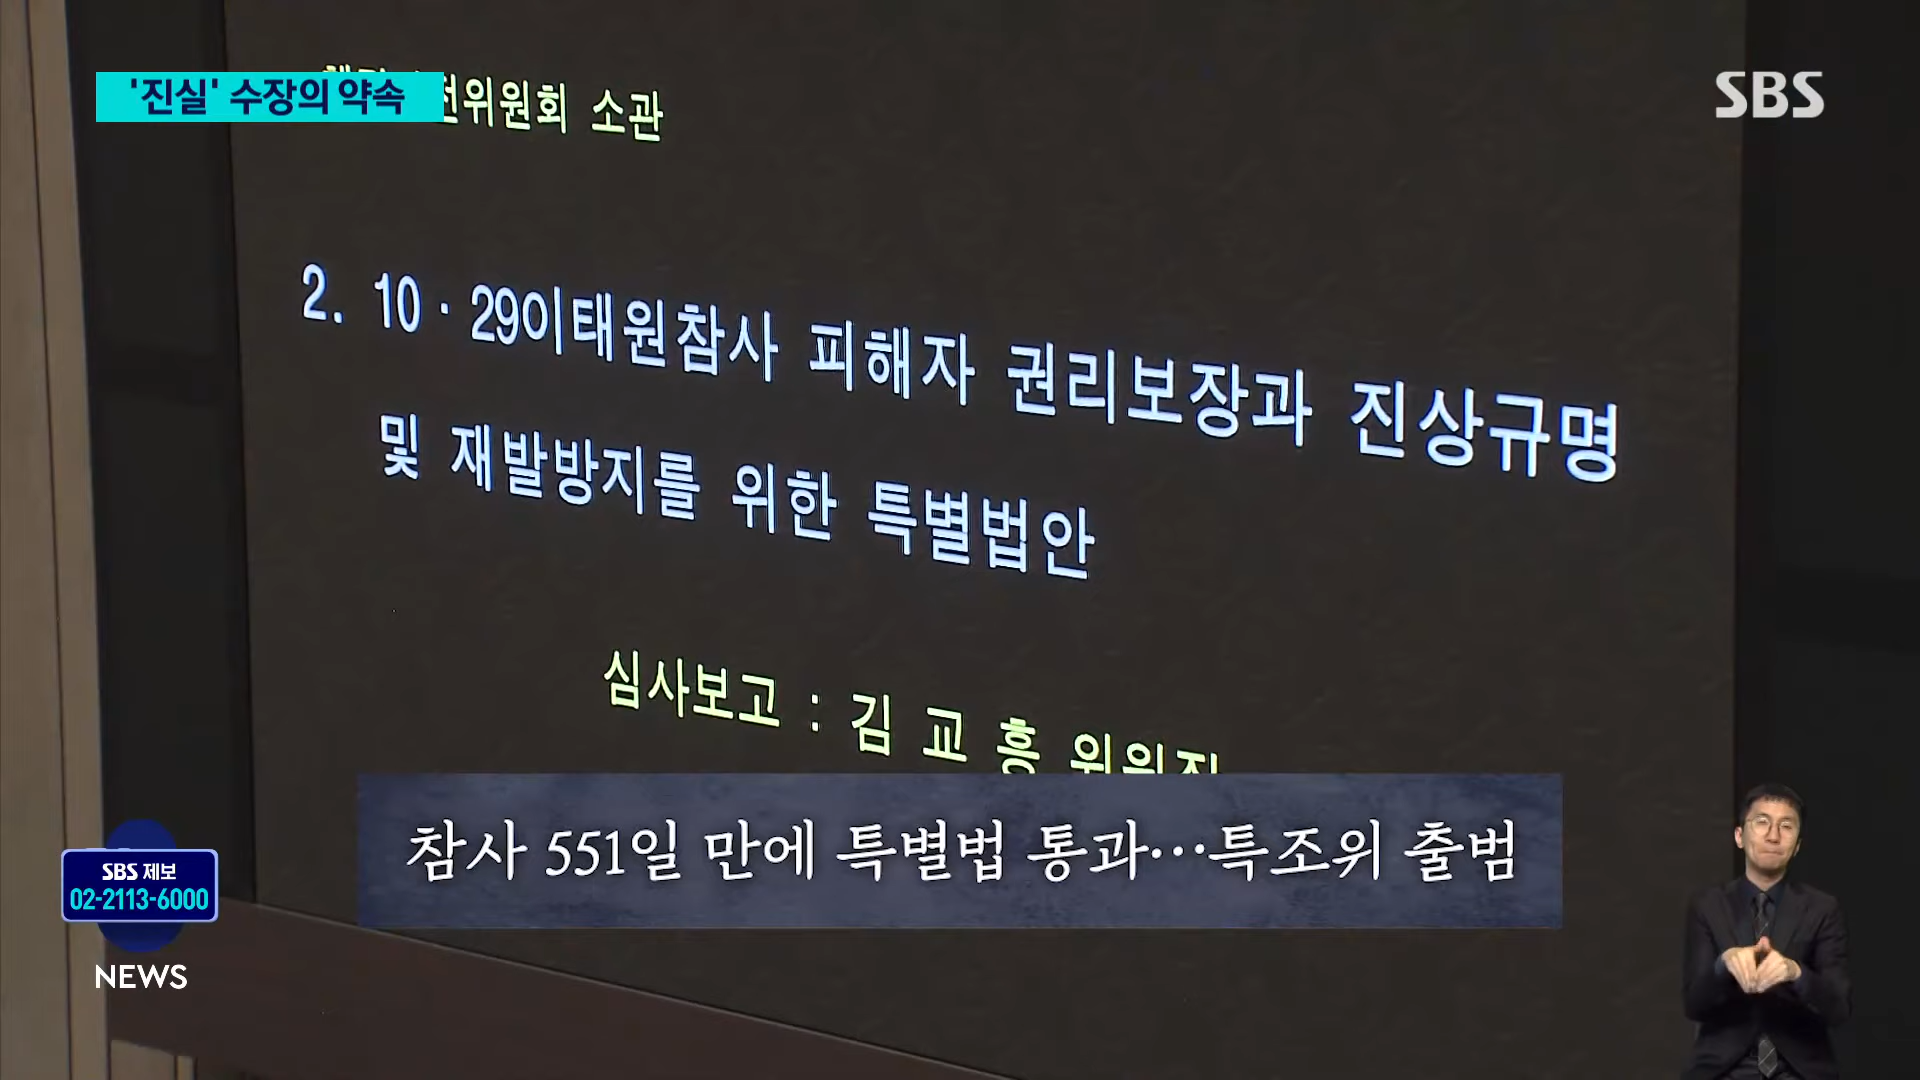 '진실' 수장의 약속
SBS
전위원회 소관
2. 10·29이태원참사 피해자 권리보장과 진상규명
및 재발방지를 위한 특별법안
심사보고 : 김 교 흥
참사 551일 만에 특별법 통과…특조위 출범
SBS 제보
02-2113-6000
NEWS